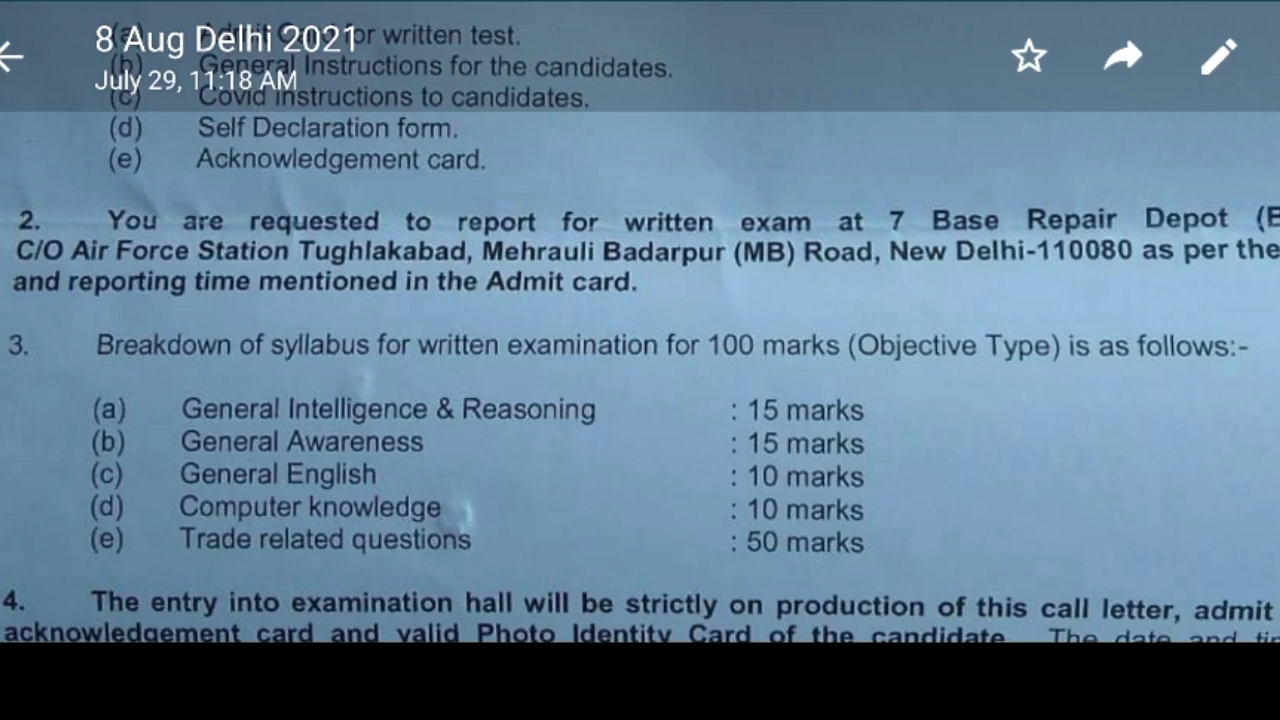 8 Aug Delhi 2021
July 29, 11:18 AM
(a) Admit Card for written test.
(b) General Instructions for the candidates.
(c) Covid instructions to candidates.
(d) Self Declaration form.
(e) Acknowledgement card.
2. You are requested to report for written exam at 7 Base Repair Depot (E
C/O Air Force Station Tughlakabad, Mehrauli Badarpur (MB) Road, New Delhi-110080 as per the
and reporting time mentioned in the Admit card.
3. Breakdown of syllabus for written examination for 100 marks (Objective Type) is as follows:-
(a) General Intelligence & Reasoning : 15 marks
(b) General Awareness : 15 marks
(c) General English : 10 marks
(d) Computer knowledge : 10 marks
(e) Trade related questions : 50 marks
4. The entry into examination hall will be strictly on production of this call letter, admit
acknowledgement card and valid Photo Identity Card of the candidate. The date and